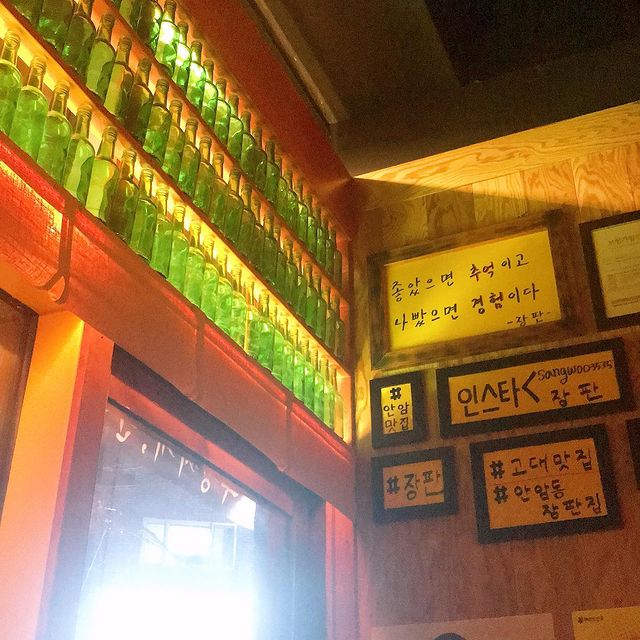 좋았으면 추억이고
나빴으면 경험이다
-장판-
#
안암
맛집
인스타< sangwoo3535
장판
#장판
#고대맛집
#안암동
장판집